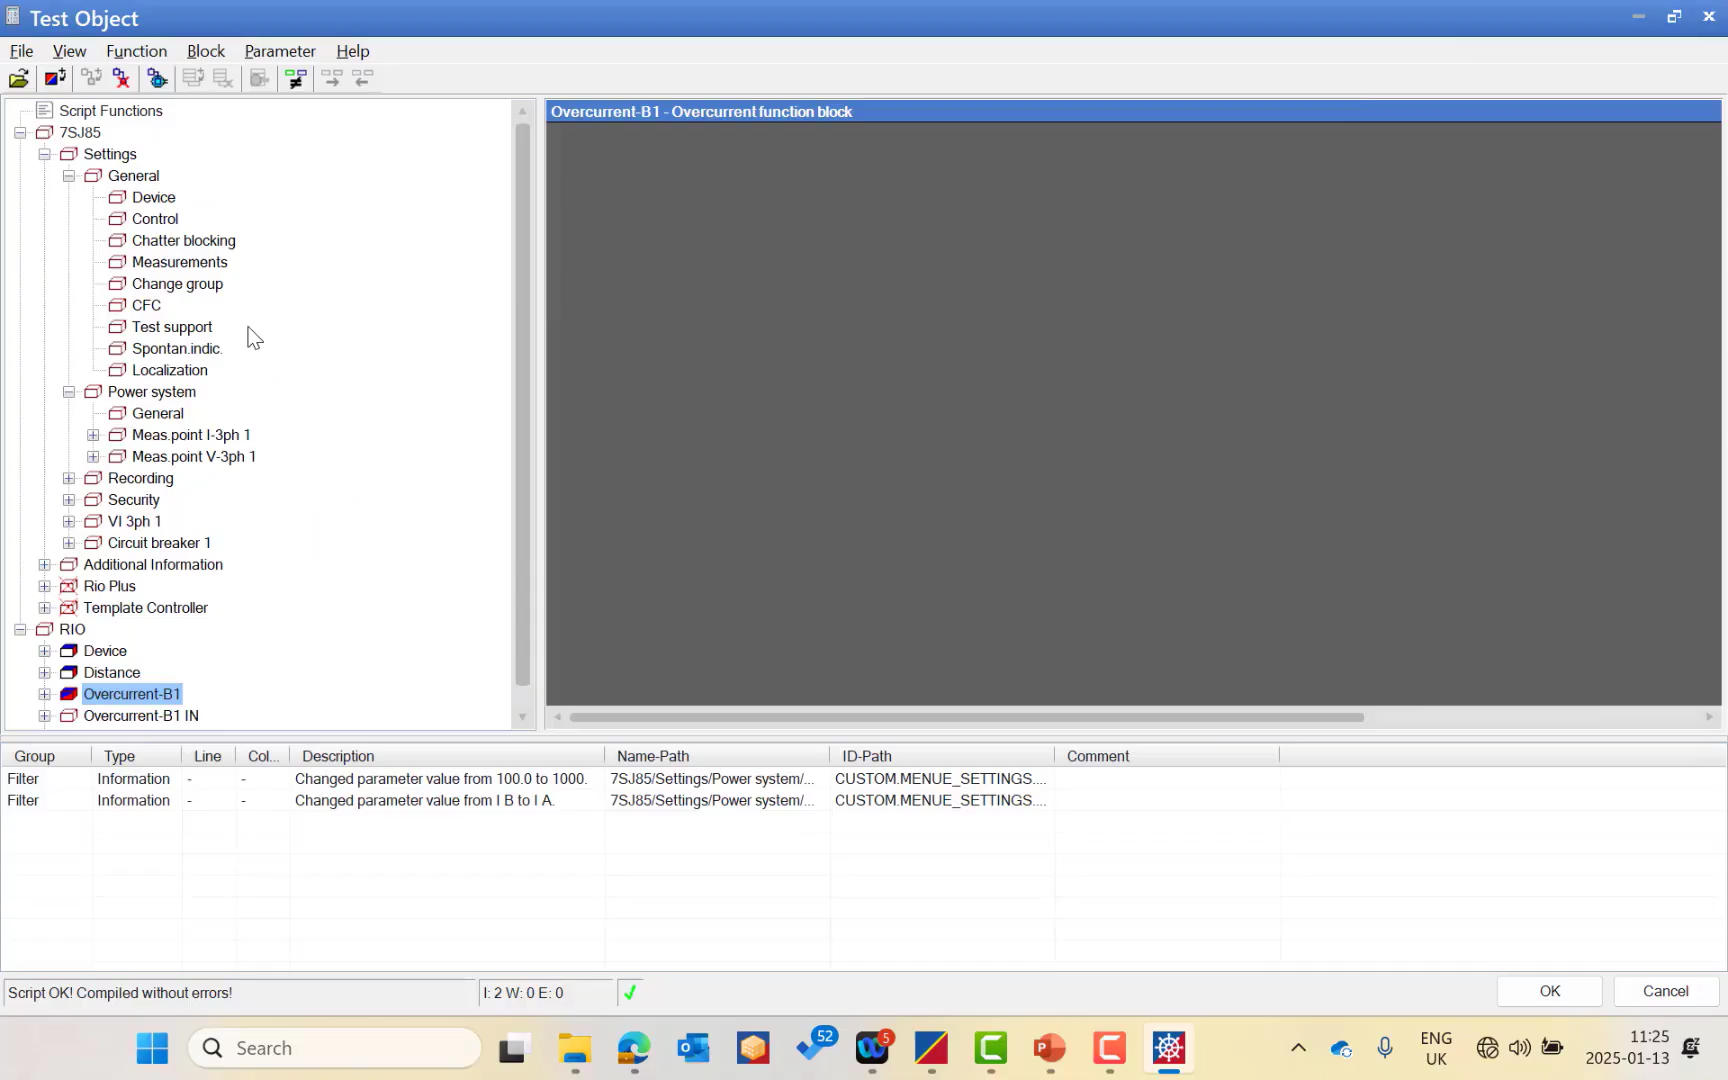 Test Object
File View Function Block Parameter Help
Script Functions
7SJ85
Settings
General
Device
Control
Chatter blocking
Measurements
Change group
CFC
Test support
Spontan.indic.
Localization
Power system
General
Meas.point I-3ph 1
Meas.point V-3ph 1
Recording
Security
VI 3ph 1
Circuit breaker 1
Additional Information
Rio Plus
Template Controller
RIO
Device
Distance
Overcurrent-B1
Overcurrent-B1 IN
Overcurrent-B1 - Overcurrent function block
Group Type Line Col... Description Name-Path ID-Path Comment
Filter Information - - Changed parameter value from 100.0 to 1000. 7SJ85/Settings/Power system/... CUSTOM.MENUE_SETTINGS....
Filter Information - - Changed parameter value from I B to I A. 7SJ85/Settings/Power system/... CUSTOM.MENUE_SETTINGS....
Script OK! Compiled without errors! I: 2 W: 0 E: 0
OK Cancel
Search
52
5
ENG
UK
11:25
2025-01-13